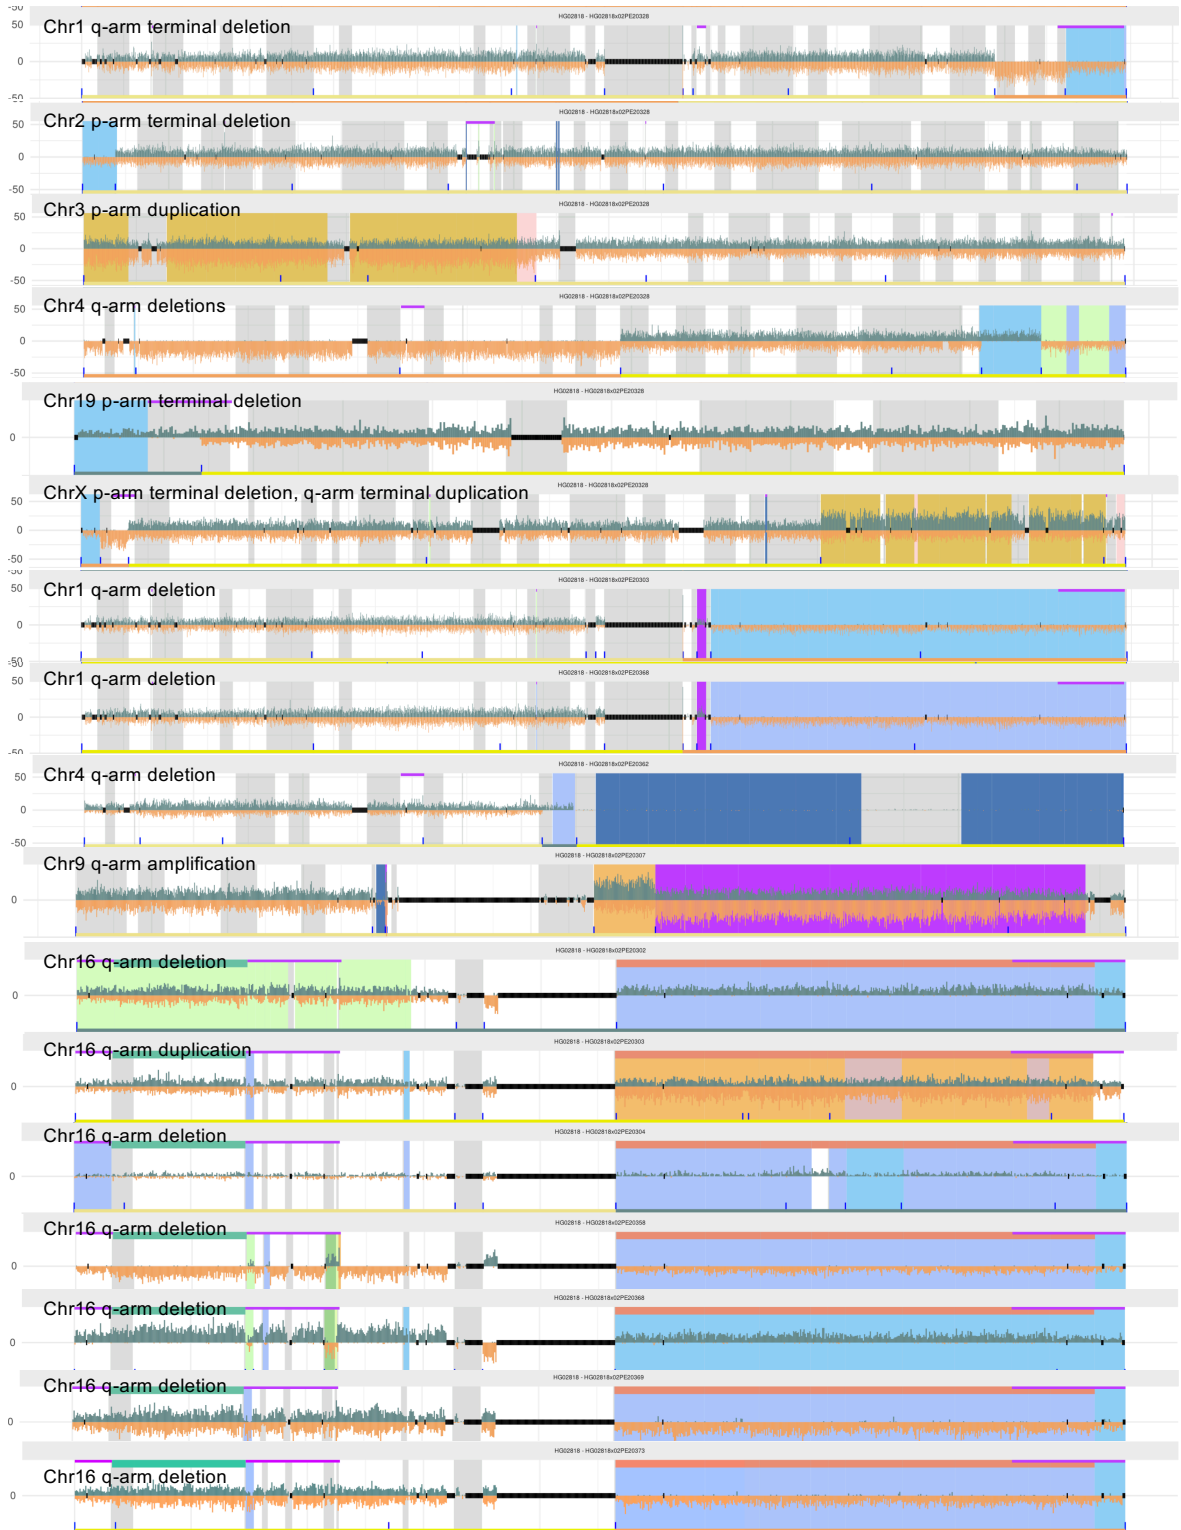 -50
HG02818 - HG02818x02PE20328
50
Chr1 q-arm terminal deletion
0
-50
HG02818 - HG02818x02PE20328
50
Chr2 p-arm terminal deletion
0
-50
HG02818 - HG02818x02PE20328
50
Chr3 p-arm duplication
0
-50
HG02818 - HG02818x02PE20328
50
Chr4 q-arm deletions
0
-50
HG02818 - HG02818x02PE20328
Chr19 p-arm terminal deletion
0
HG02818 - HG02818x02PE20328
50
ChrX p-arm terminal deletion, q-arm terminal duplication
0
-50
-50
HG02818 - HG02818x02PE20303
50
Chr1 q-arm deletion
0
-50
-50
HG02818 - HG02818x02PE20368
50
Chr1 q-arm deletion
0
-50
HG02818 - HG02818x02PE20362
50
Chr4 q-arm deletion
0
-50
HG02818 - HG02818x02PE20307
Chr9 q-arm amplification
0
HG02818 - HG02818x02PE20302
Chr16 q-arm deletion
0
HG02818 - HG02818x02PE20303
Chr16 q-arm duplication
0
HG02818 - HG02818x02PE20304
Chr16 q-arm deletion
0
HG02818 - HG02818x02PE20358
Chr16 q-arm deletion
0
HG02818 - HG02818x02PE20368
Chr16 q-arm deletion
0
HG02818 - HG02818x02PE20369
Chr16 q-arm deletion
0
HG02818 - HG02818x02PE20373
Chr16 q-arm deletion
0